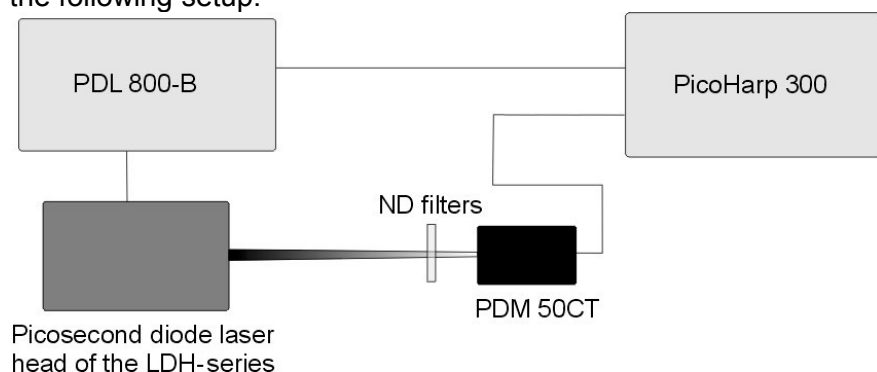 the following setup:
PDL 800-B
PicoHarp 300
ND filters
PDM 50CT
Picosecond diode laser
head of the LDH-series